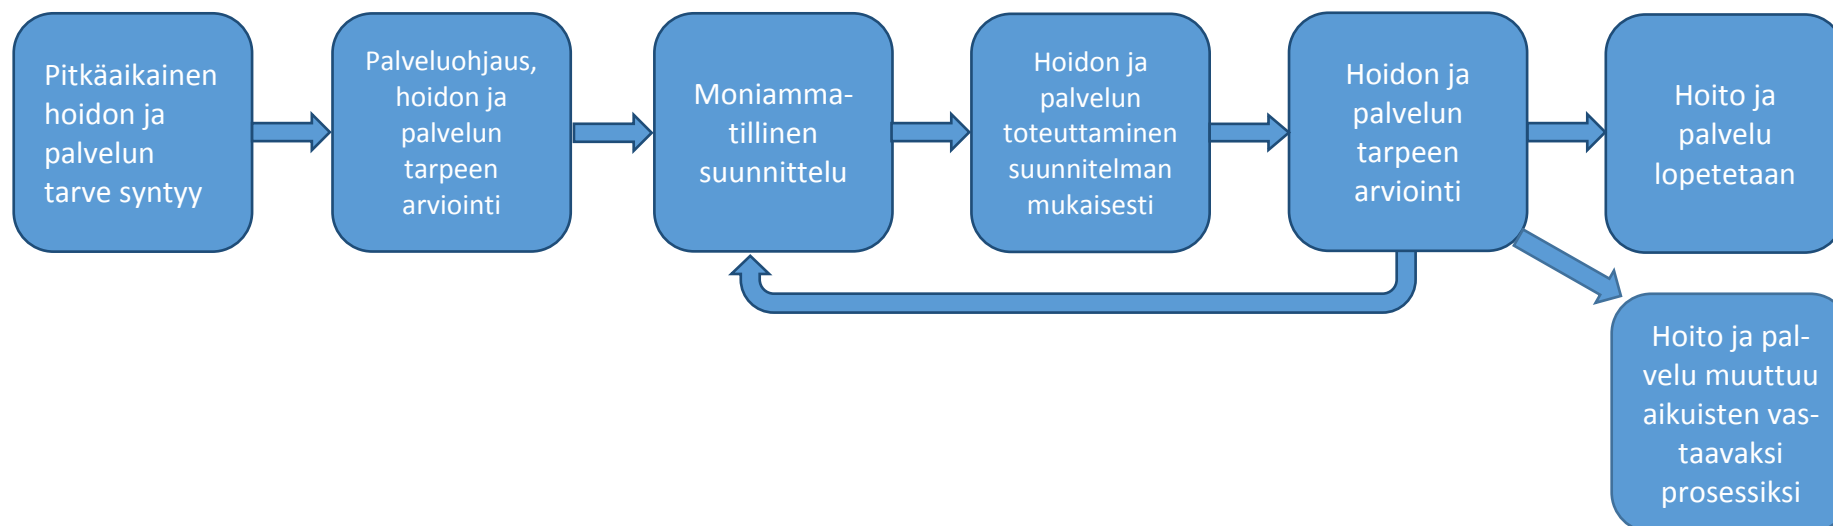 Pitkäaikainen
hoidon ja
palvelun
tarve syntyy
Palveluohjaus,
hoidon ja
palvelun
tarpeen
arviointi
Moniamma-
tillinen
suunnittelu
Hoidon ja
palvelun
toteuttaminen
suunnitelman
mukaisesti
Hoidon ja
palvelun
tarpeen
arviointi
Hoito ja
palvelu
lopetetaan
Hoito ja pal-
velu muuttuu
aikuisten vas-
taavaksi
prosessiksi